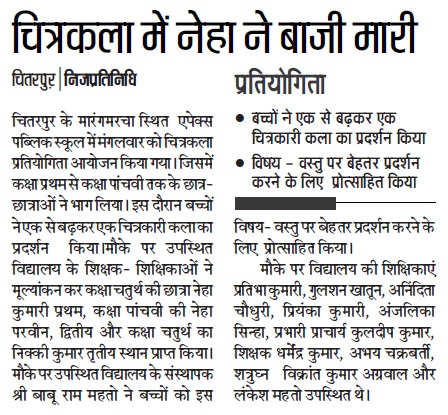 चित्रकला में नेहा ने बाजी मारी
चितरपुर | निजप्रतिनिधि
चितरपुर के मारंगमरचा स्थित एपेक्स
पब्लिक स्कूल में मंगलवार को चित्रकला
प्रतियोगिता आयोजन किया गया। जिसमें
कक्षा प्रथम से कक्षा पांचवी तक के छात्र-
छात्राओं ने भाग लिया। इस दौरान बच्चों
ने एक से बढ़कर एक चित्रकारी कला का
प्रदर्शन किया।मौके पर उपस्थित
विद्यालय के शिक्षक- शिक्षिकाओं ने
मूल्यांकन कर कक्षा चतुर्थ की छात्रा नेहा
कुमारी प्रथम, कक्षा पांचवी की नेहा
परवीन, द्वितीय और कक्षा चतुर्थ का
निक्की कुमार तृतीय स्थान प्राप्त किया।
मौके पर उपस्थित विद्यालय के संस्थापक
श्री बाबू राम महतो ने बच्चों को इस
प्रतियोगिता
• बच्चों ने एक से बढ़कर एक
चित्रकारी कला का प्रदर्शन किया
• विषय - वस्तु पर बेहतर प्रदर्शन
करने के लिए प्रोत्साहित किया
विषय- वस्तु पर बेहतर प्रदर्शन करने के
लिए प्रोत्साहित किया।
मौके पर विद्यालय की शिक्षिकाएं
प्रतिभा कुमारी, गुलशन खातून, अनिंदिता
चौधुरी, प्रियंका कुमारी, अंजलिका
सिन्हा, प्रभारी प्राचार्य कुलदीप कुमार,
शिक्षक धर्मेंद्र कुमार, अभय चक्रबर्ती,
शत्रुघ्न विक्रांत कुमार अग्रवाल और
लंकेश महतो उपस्थित थे।